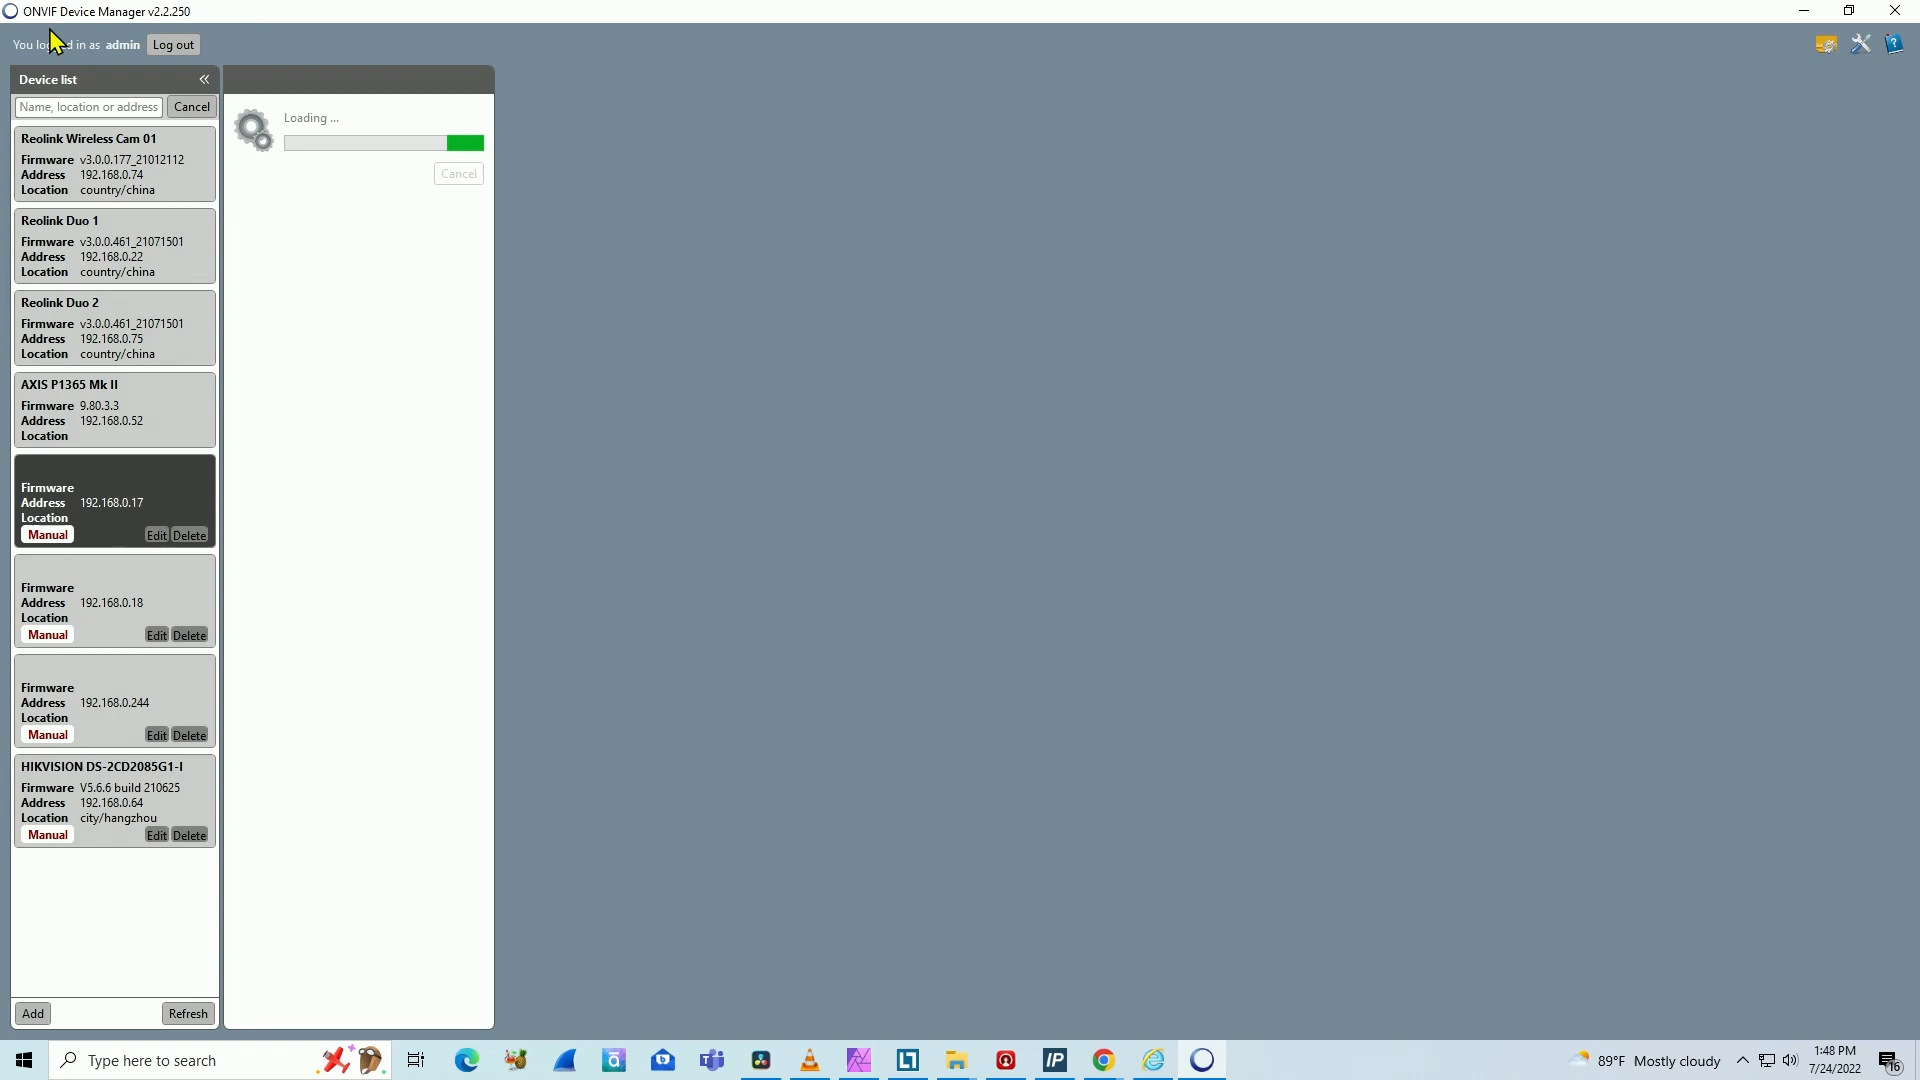 ONVIF Device Manager v2.2.250
You lo d in as admin Log out
Device list
Name, location or address Cancel
Reolink Wireless Cam 01
Firmware v3.0.0.177_21012112
Address 192.168.0.74
Location country/china
Reolink Duo 1
Firmware v3.0.0.461_21071501
Address 192.168.0.22
Location country/china
Reolink Duo 2
Firmware v3.0.0.461_21071501
Address 192.168.0.75
Location country/china
AXIS P1365 Mk II
Firmware 9.80.3.3
Address 192.168.0.52
Location
Firmware
Address 192.168.0.17
Location
Manual Edit Delete
Firmware
Address 192.168.0.18
Location
Manual Edit Delete
Firmware
Address 192.168.0.244
Location
Manual Edit Delete
HIKVISION DS-2CD2085G1-I
Firmware V5.6.6 build 210625
Address 192.168.0.64
Location city/hangzhou
Manual Edit Delete
Add Refresh
Loading ...
Cancel
Type here to search
IP
89°F Mostly cloudy
1:48 PM
7/24/2022
16